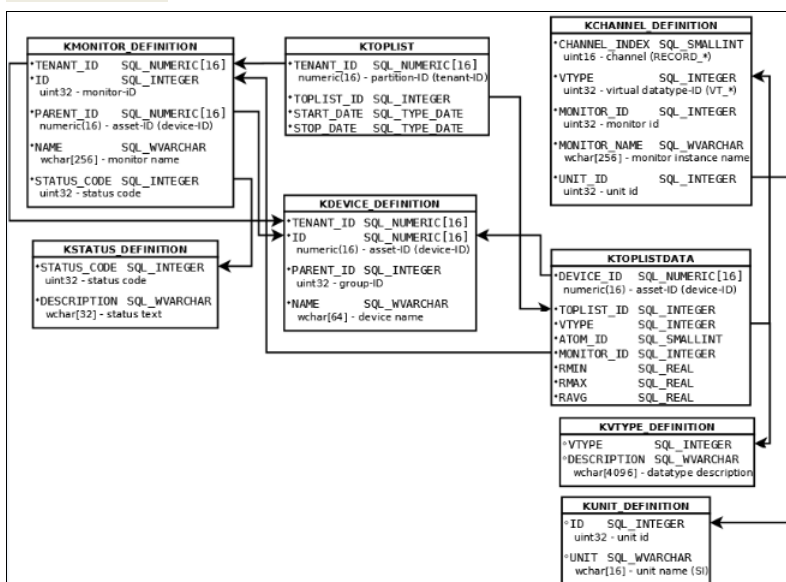 KMONITOR_DEFINITION
•TENANT_ID SQL_NUMERIC[16]
•ID SQL_INTEGER
uint32 - monitor-iD
•PARENT_ID SQL_NUMERIC[16]
numeric(16) - asset-ID (device-ID)
•NAME SQL_WVARCHAR
wchar[256] - monitor name
•STATUS_CODE SQL_INTEGER
uint32 - status code
KTOPLIST
•TENANT_ID SQL_NUMERIC[16]
numeric(16) - partition-ID (tenant-ID)
•TOPLIST_ID SQL_INTEGER
•START_DATE SQL_TYPE_DATE
•STOP_DATE SQL_TYPE_DATE
KCHANNEL_DEFINITION
•CHANNEL_INDEX SQL_SMALLINT
uint16 - channel (RECORD_*)
•VTYPE SQL_INTEGER
uint32 - virtual datatype-ID (VT_*)
•MONITOR_ID SQL_INTEGER
uint32 - monitor id
•MONITOR_NAME SQL_WVARCHAR
wchar[256] - monitor instance name
•UNIT_ID SQL_INTEGER
uint32 - unit id
KSTATUS_DEFINITION
•STATUS_CODE SQL_INTEGER
uint32 - status code
•DESCRIPTION SQL_WVARCHAR
wchar[32] - status text
KDEVICE_DEFINITION
•TENANT_ID SQL_NUMERIC[16]
•ID SQL_NUMERIC[16]
numeric(16) - asset-ID (device-ID)
•PARENT_ID SQL_INTEGER
uint32 - group-ID
•NAME SQL_WVARCHAR
wchar[64] - device name
KTOPLISTDATA
•DEVICE_ID SQL_NUMERIC[16]
numeric(16) - asset-ID (device-ID)
•TOPLIST_ID SQL_INTEGER
•VTYPE SQL_INTEGER
•ATOM_ID SQL_SMALLINT
•MONITOR_ID SQL_INTEGER
•RMIN SQL_REAL
•RMAX SQL_REAL
•RAVG SQL_REAL
KVTYPE_DEFINITION
•VTYPE SQL_INTEGER
•DESCRIPTION SQL_WVARCHAR
wchar[4096] - datatype description
KUNIT_DEFINITION
•ID SQL_INTEGER
uint32 - unit id
•UNIT SQL_WVARCHAR
wchar[16] - unit name (SI)